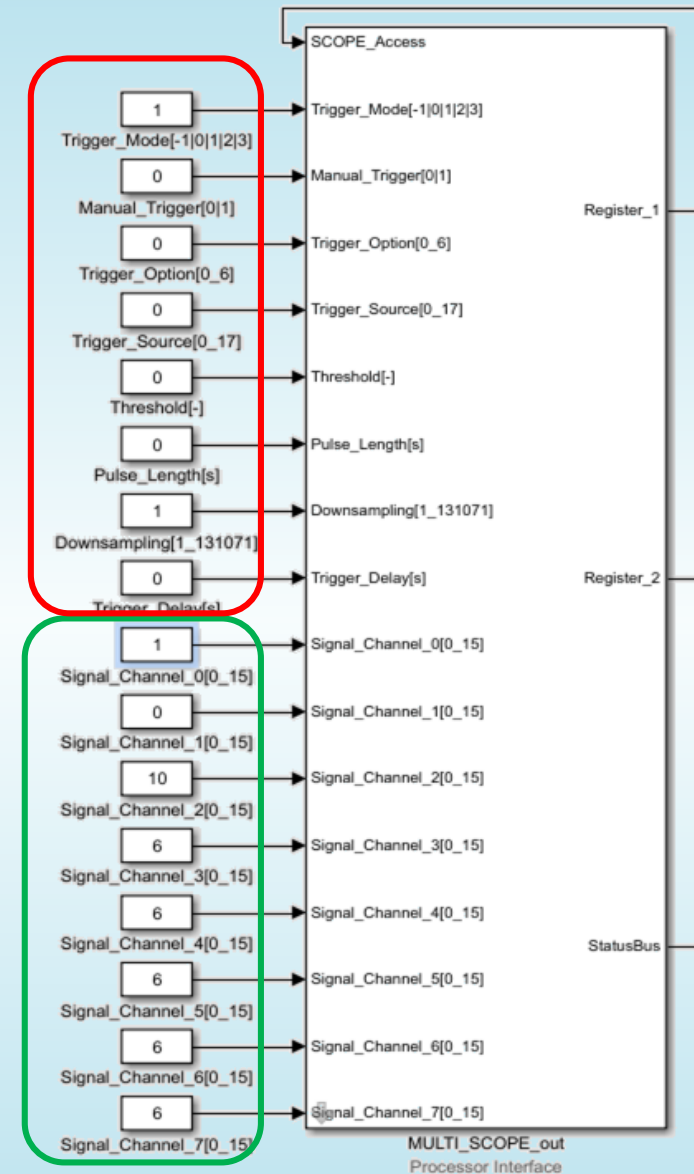 SCOPE_Access
1
Trigger_Mode[-1|0|1|2|3]
Trigger_Mode[-1|0|1|2|3]
0
Manual_Trigger[0|1]
Manual_Trigger[0|1]
Register_1
0
Trigger_Option[0_6]
Trigger_Option[0_6]
0
Trigger_Source[0_17]
Trigger_Source[0_17]
0
Threshold[-]
Threshold[-]
0
Pulse_Length[s]
Pulse_Length[s]
1
Downsampling[1_131071]
Downsampling[1_131071]
0
Trigger_Delay[s]
Trigger_Delay[s]
Register_2
1
Signal_Channel_0[0_15]
Signal_Channel_0[0_15]
0
Signal_Channel_1[0_15]
Signal_Channel_1[0_15]
10
Signal_Channel_2[0_15]
Signal_Channel_2[0_15]
6
Signal_Channel_3[0_15]
Signal_Channel_3[0_15]
6
Signal_Channel_4[0_15]
Signal_Channel_4[0_15]
StatusBus
6
Signal_Channel_5[0_15]
Signal_Channel_5[0_15]
6
Signal_Channel_6[0_15]
Signal_Channel_6[0_15]
6
Signal_Channel_7[0_15]
Signal_Channel_7[0_15]
MULTI_SCOPE_out
Processor Interface